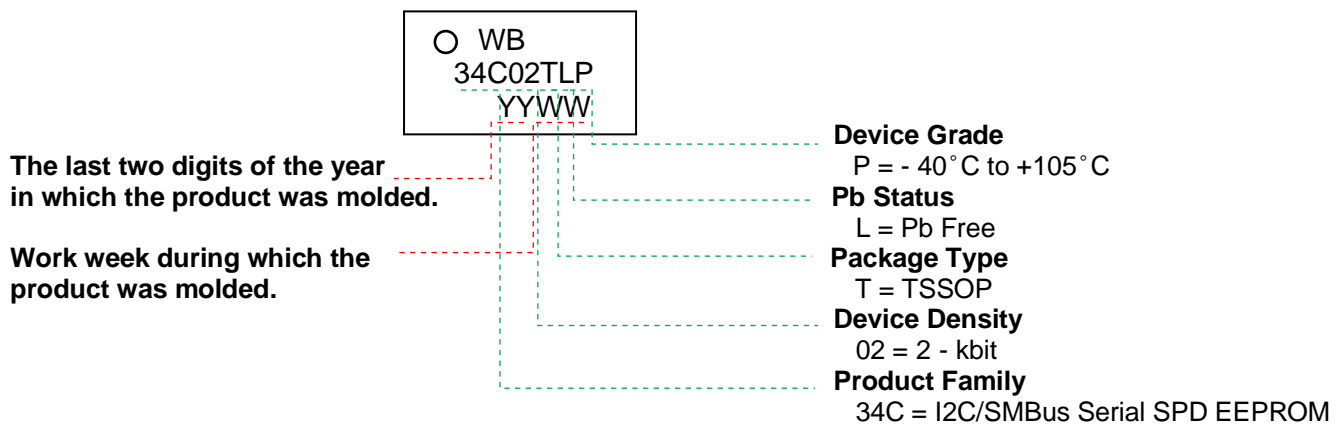 WB
34C02TLP
YYWW
The last two digits of the year
in which the product was molded.
Work week during which the
product was molded.
Device Grade
P = - 40°C to +105°C
Pb Status
L = Pb Free
Package Type
T = TSSOP
Device Density
02 = 2 - kbit
Product Family
34C = I2C/SMBus Serial SPD EEPROM